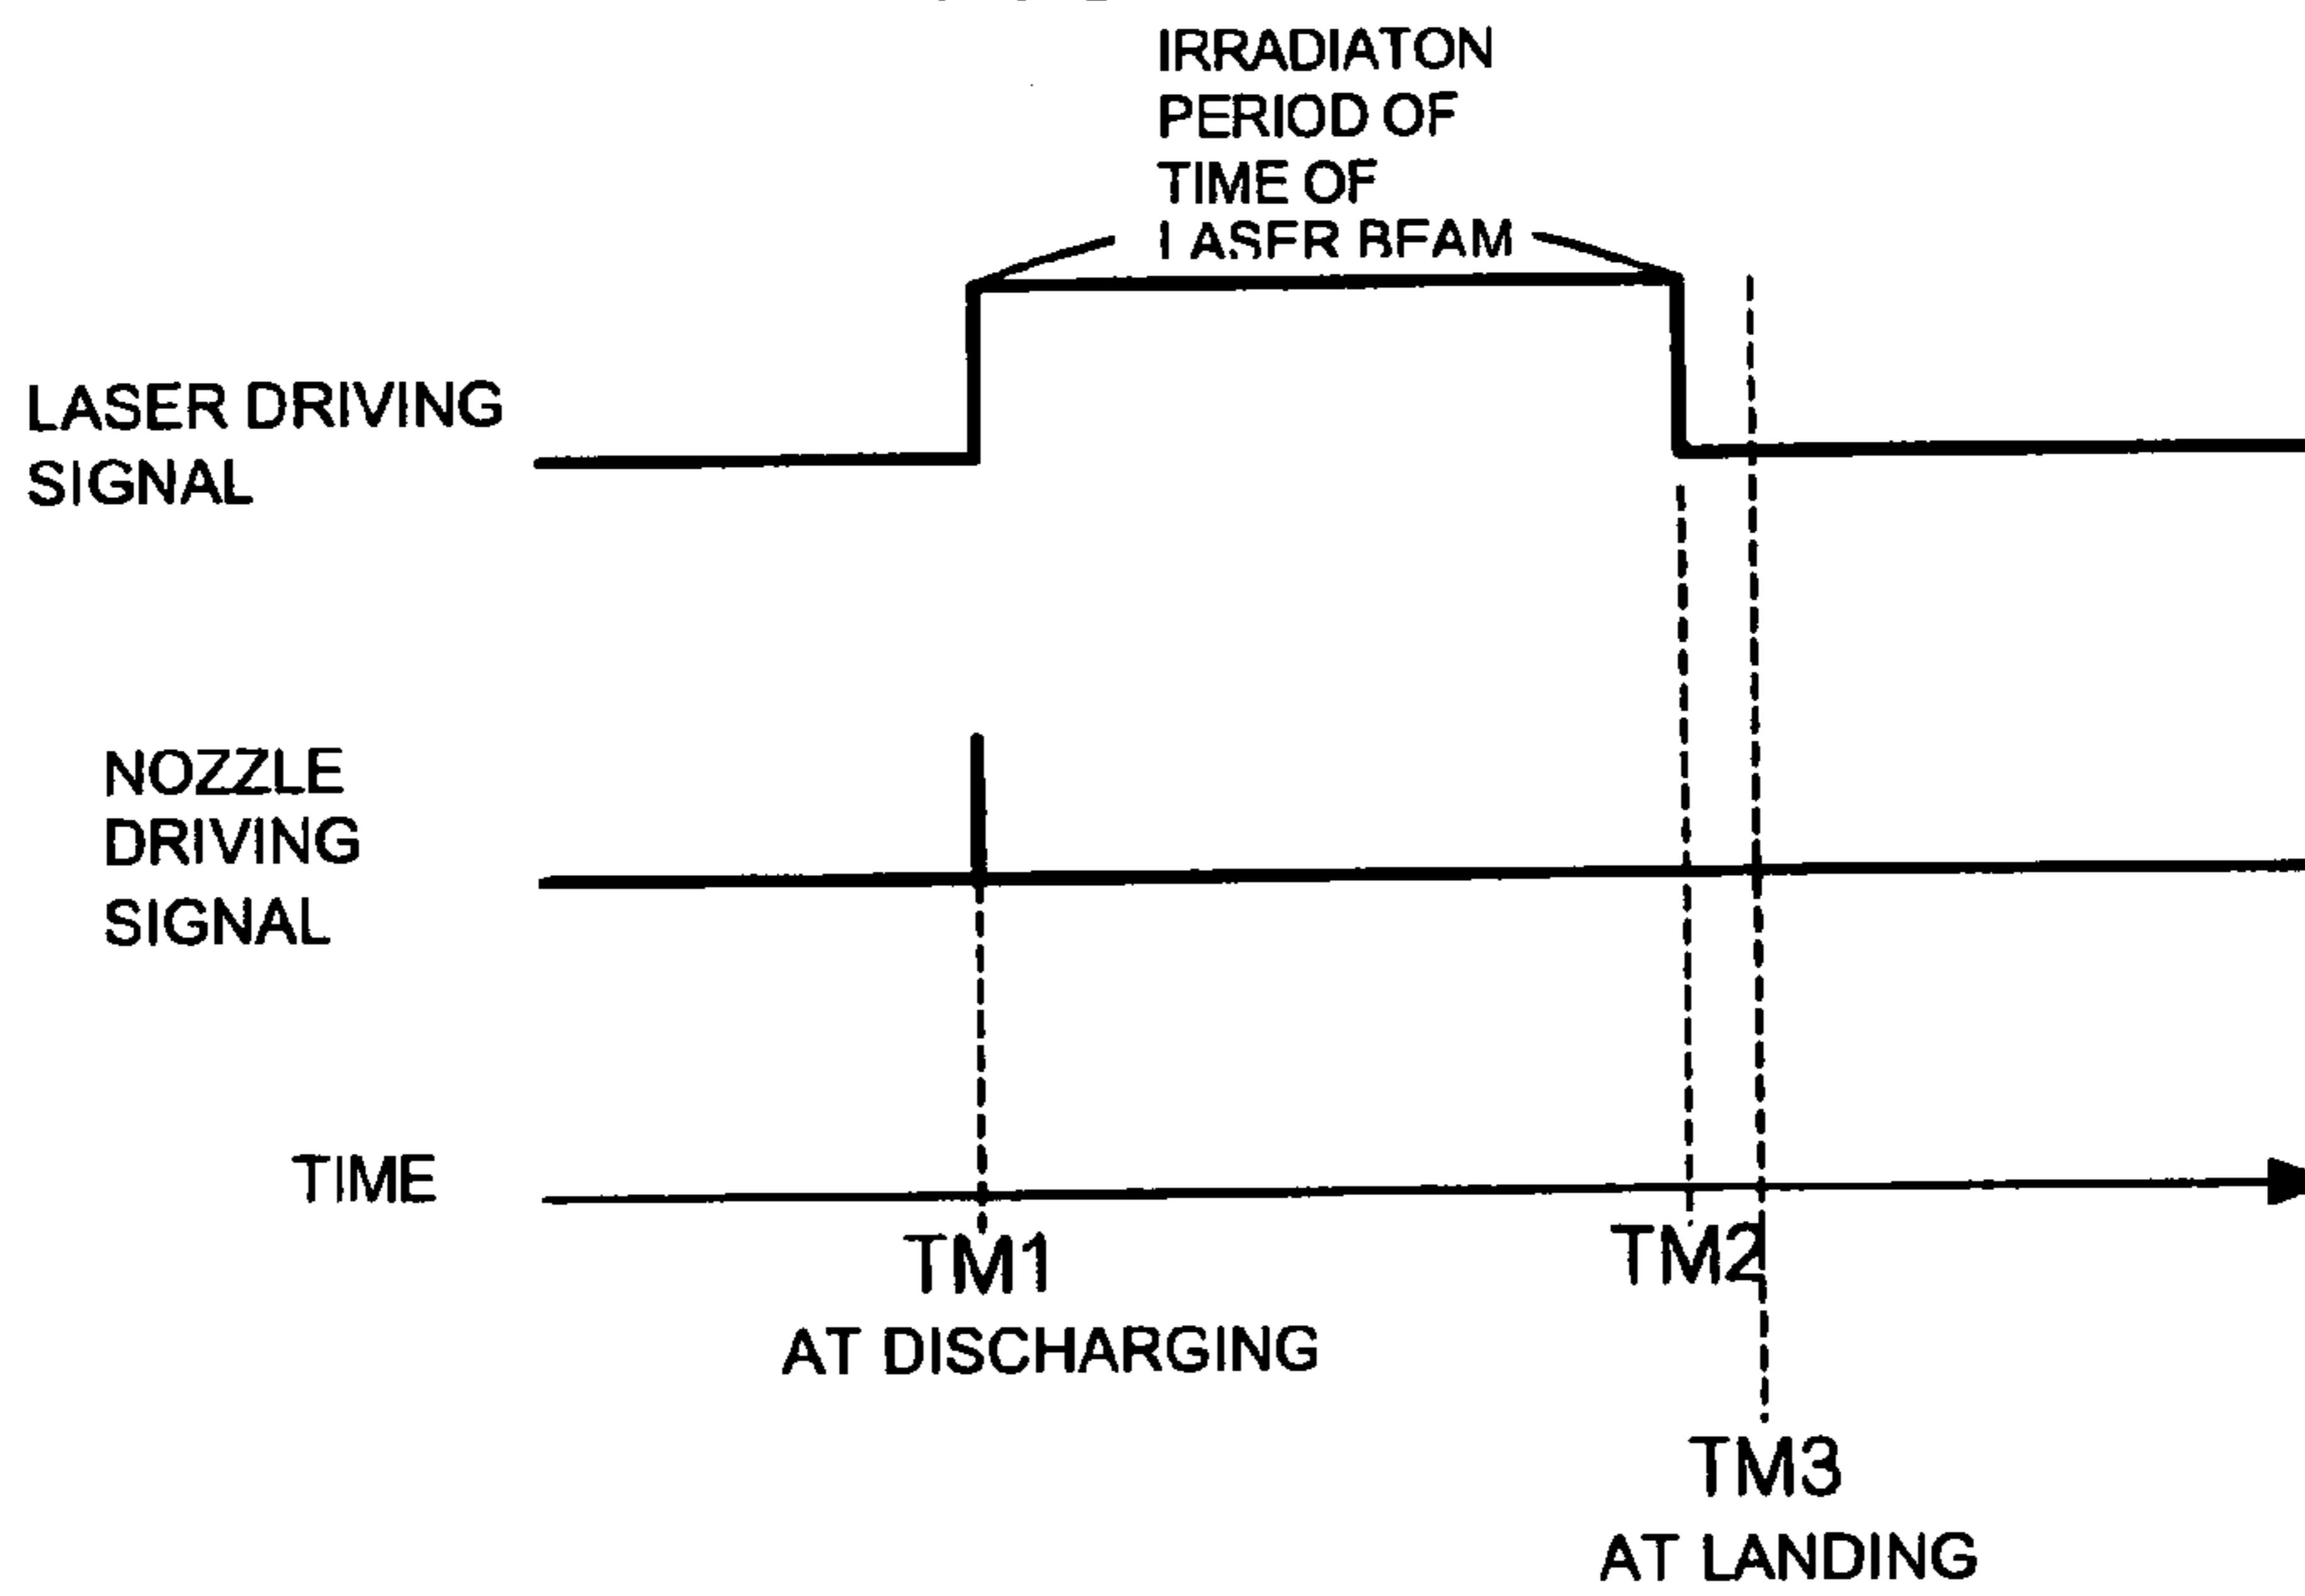 IRRADIATON
PERIOD OF
TIME OF
LASER BEAM
LASER DRIVING
SIGNAL
NOZZLE
DRIVING
SIGNAL
TIME
TM1
AT DISCHARGING
TM2
TM3
AT LANDING